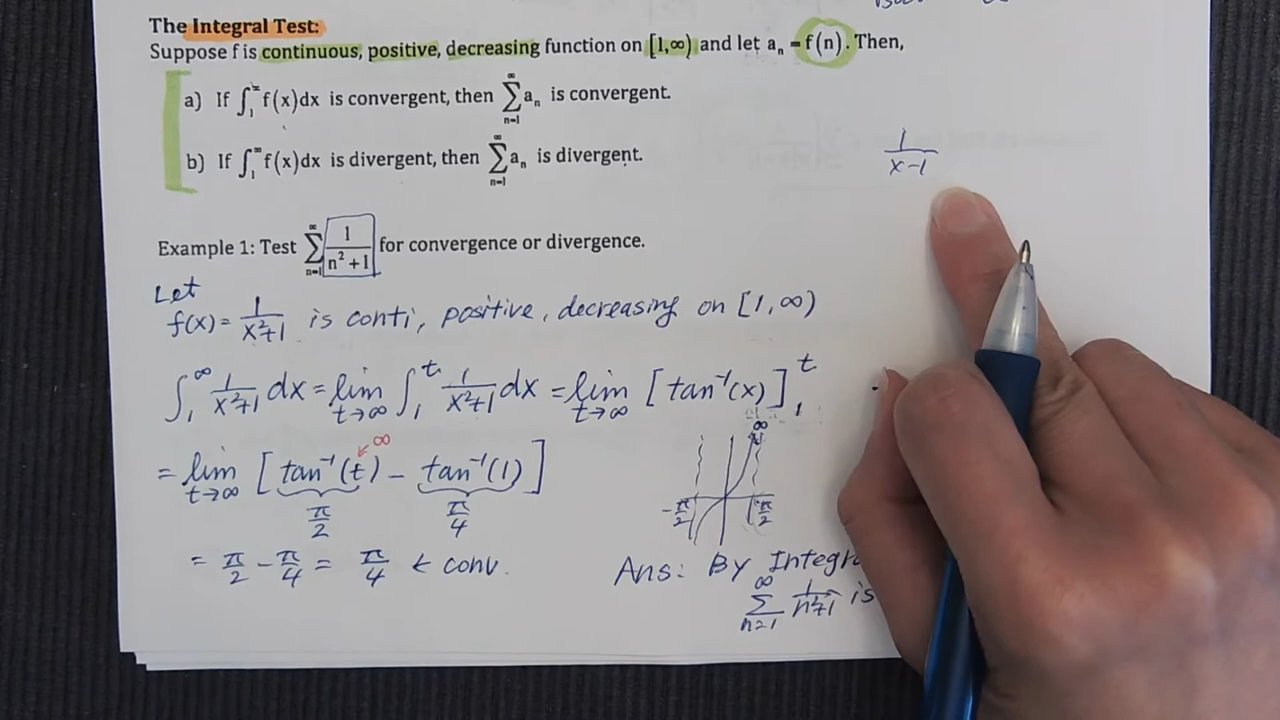 The Integral Test:
Suppose f is continuous, positive, decreasing function on [1,∞) and let aₙ = f(n). Then,
a) If ∫₁^∞ f(x)dx is convergent, then ∑_{n=1}^∞ aₙ is convergent.
b) If ∫₁^∞ f(x)dx is divergent, then ∑_{n=1}^∞ aₙ is divergent.
1/(x-1)
Example 1: Test ∑_{n=1}^∞ 1/(n²+1) for convergence or divergence.
Let
f(x) = 1/(x²+1) is conti, positive, decreasing on [1,∞)
∫₁^∞ 1/(x²+1) dx = lim_{t→∞} ∫₁^t 1/(x²+1) dx = lim_{t→∞} [tan⁻¹(x)]₁^t
∞
= lim_{t→∞} [tan⁻¹(t) - tan⁻¹(1)]
π/2 π/4
∞
-π/2 π/2
= π/2 - π/4 = π/4 ← conv.
Ans: By Integr
∑_{n=1}^∞ 1/(n²+1) is